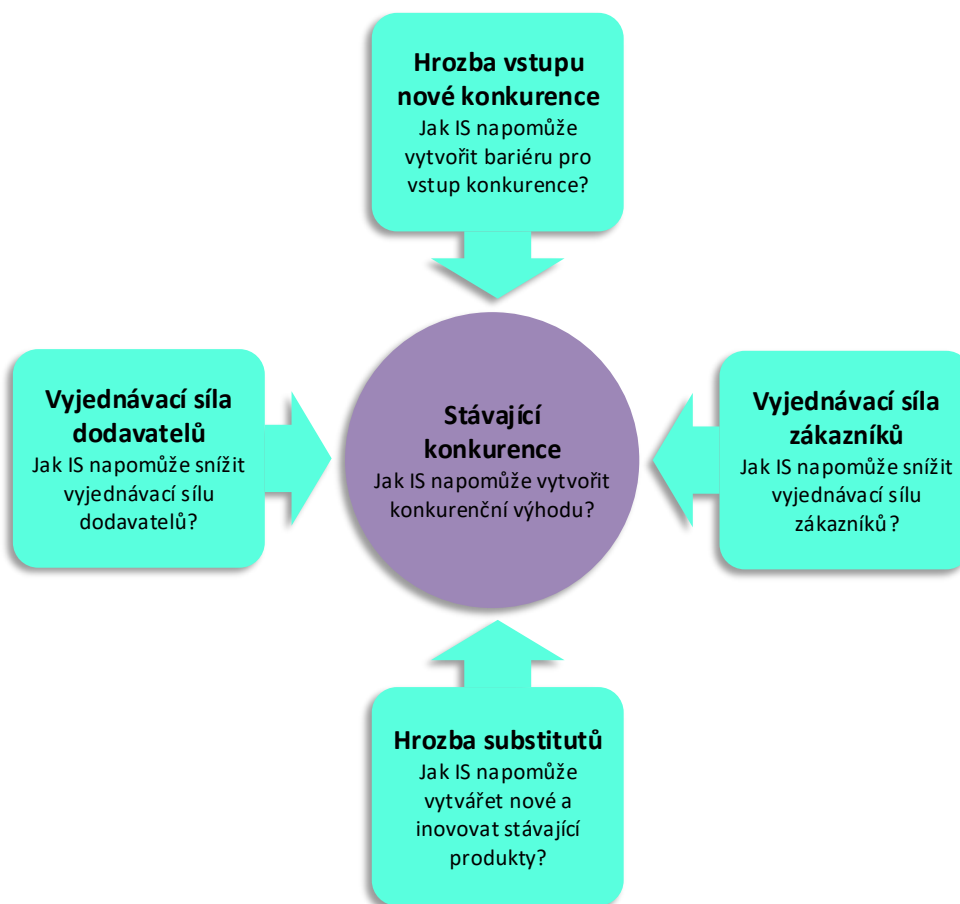 Hrozba vstupu
nové konkurence
Jak IS napomůže
vytvořit bariéru pro
vstup konkurence?
Vyjednávací síla
dodavatelů
Jak IS napomůže snížit
vyjednávací sílu
dodavatelů?
Stávající
konkurence
Jak IS napomůže vytvořit
konkurenční výhodu?
Vyjednávací síla
zákazníků
Jak IS napomůže snížit
vyjednávací sílu
zákazníků?
Hrozba substitutů
Jak IS napomůže
vytvářet nové a
inovovat stávající
produkty?